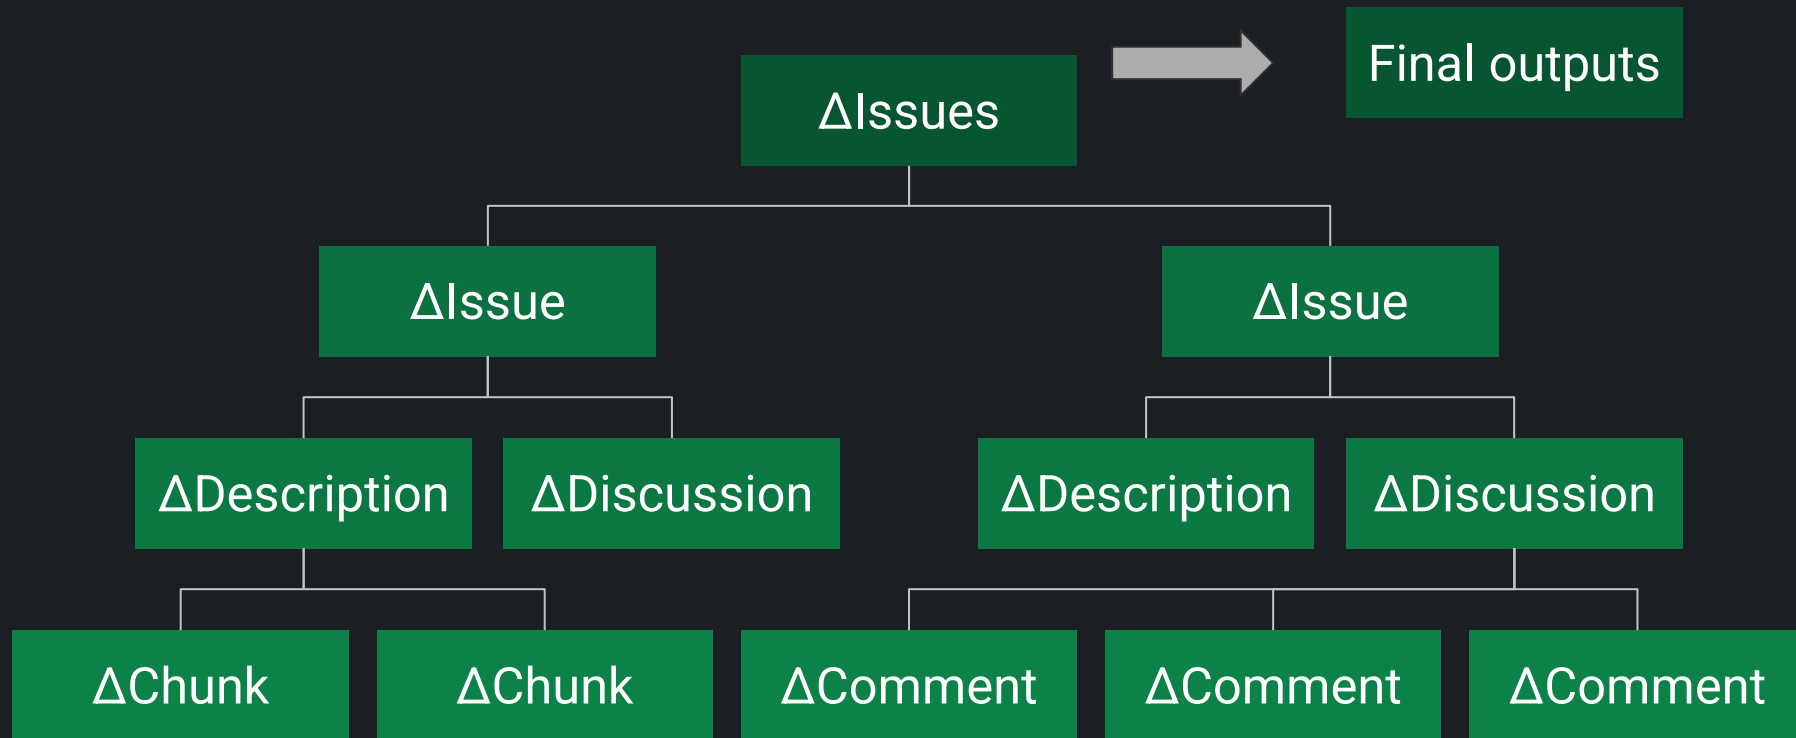 Final outputs
ΔIssues
ΔIssue
ΔIssue
ΔDescription
ΔDiscussion
ΔDescription
ΔDiscussion
ΔChunk
ΔChunk
ΔComment
ΔComment
ΔComment